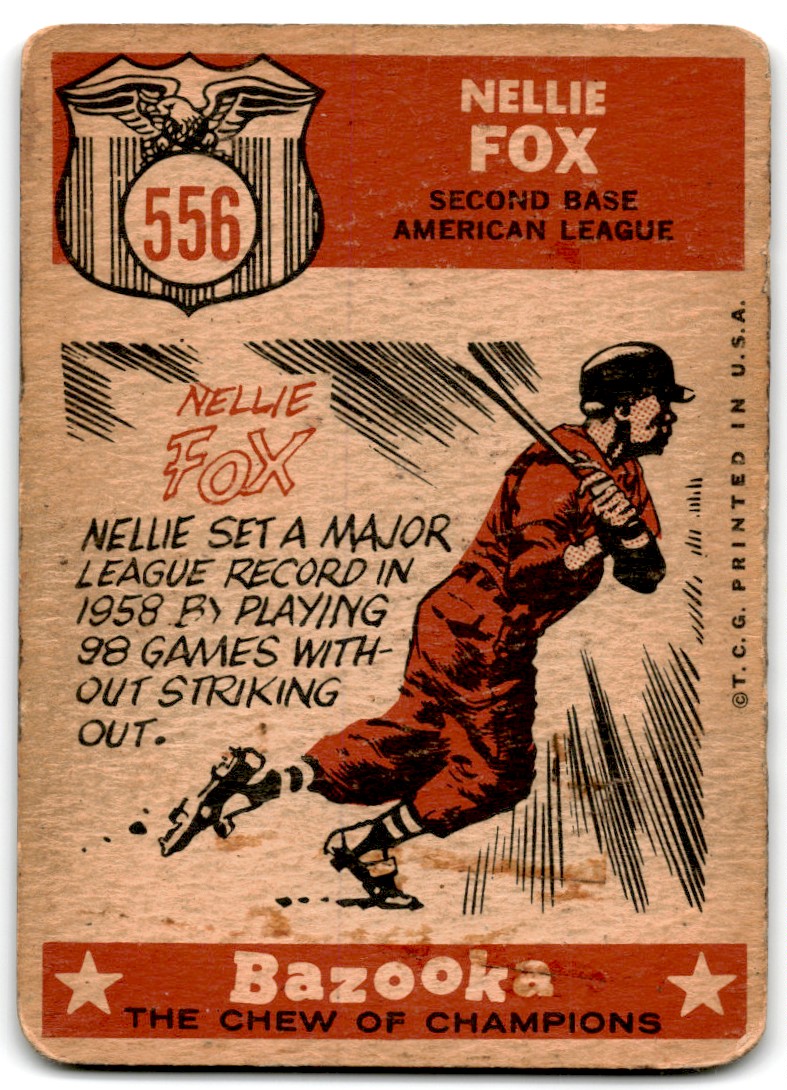 556
NELLIE
FOX
SECOND BASE
AMERICAN LEAGUE
NELLIE
FOX
NELLIE SET A MAJOR
LEAGUE RECORD IN
1958 BY PLAYING
98 GAMES WITH-
OUT STRIKING
OUT.
©T.C.G. PRINTED IN U.S.A.
Bazooka
THE CHEW OF CHAMPIONS